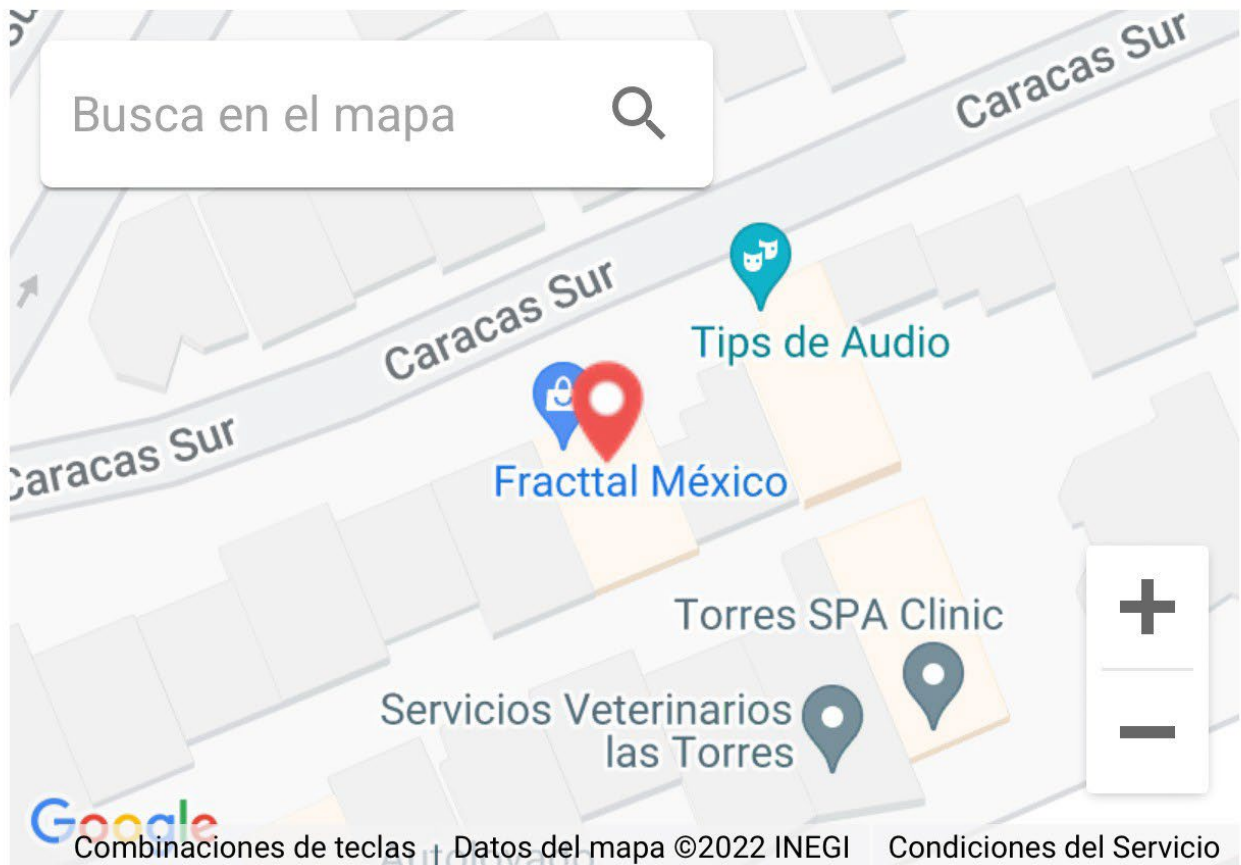 Caracas Sur
Busca en el mapa
Caracas Sur
Tips de Audio
Caracas Sur
Fracttal México
Torres SPA Clinic
Servicios Veterinarios
las Torres
Google
Combinaciones de teclas
Datos del mapa ©2022 INEGI
Condiciones del Servicio